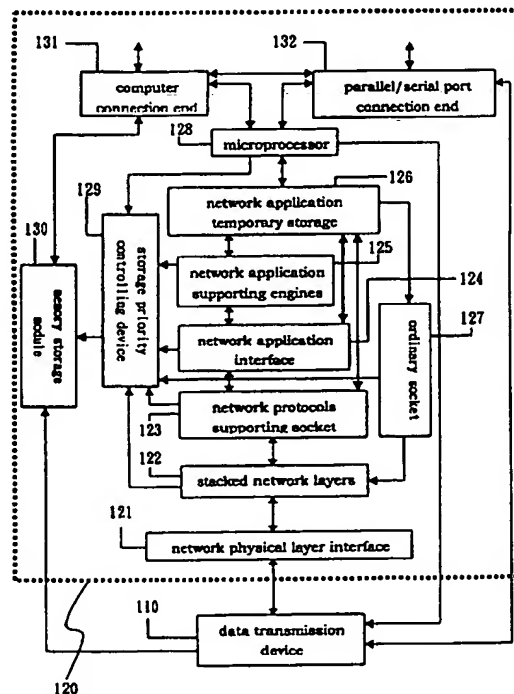 131
132
computer
connection end
parallel/serial port
connection end
128
microprocessor
126
129
network application
temporary storage
125
130
storage priority
controlling device
network application
supporting engines
124
memory storage
module
network application
interface
ordinary socket
127
123
network protocols
supporting socket
122
stacked network layers
121
network physical layer interface
110
data transmission
device
120